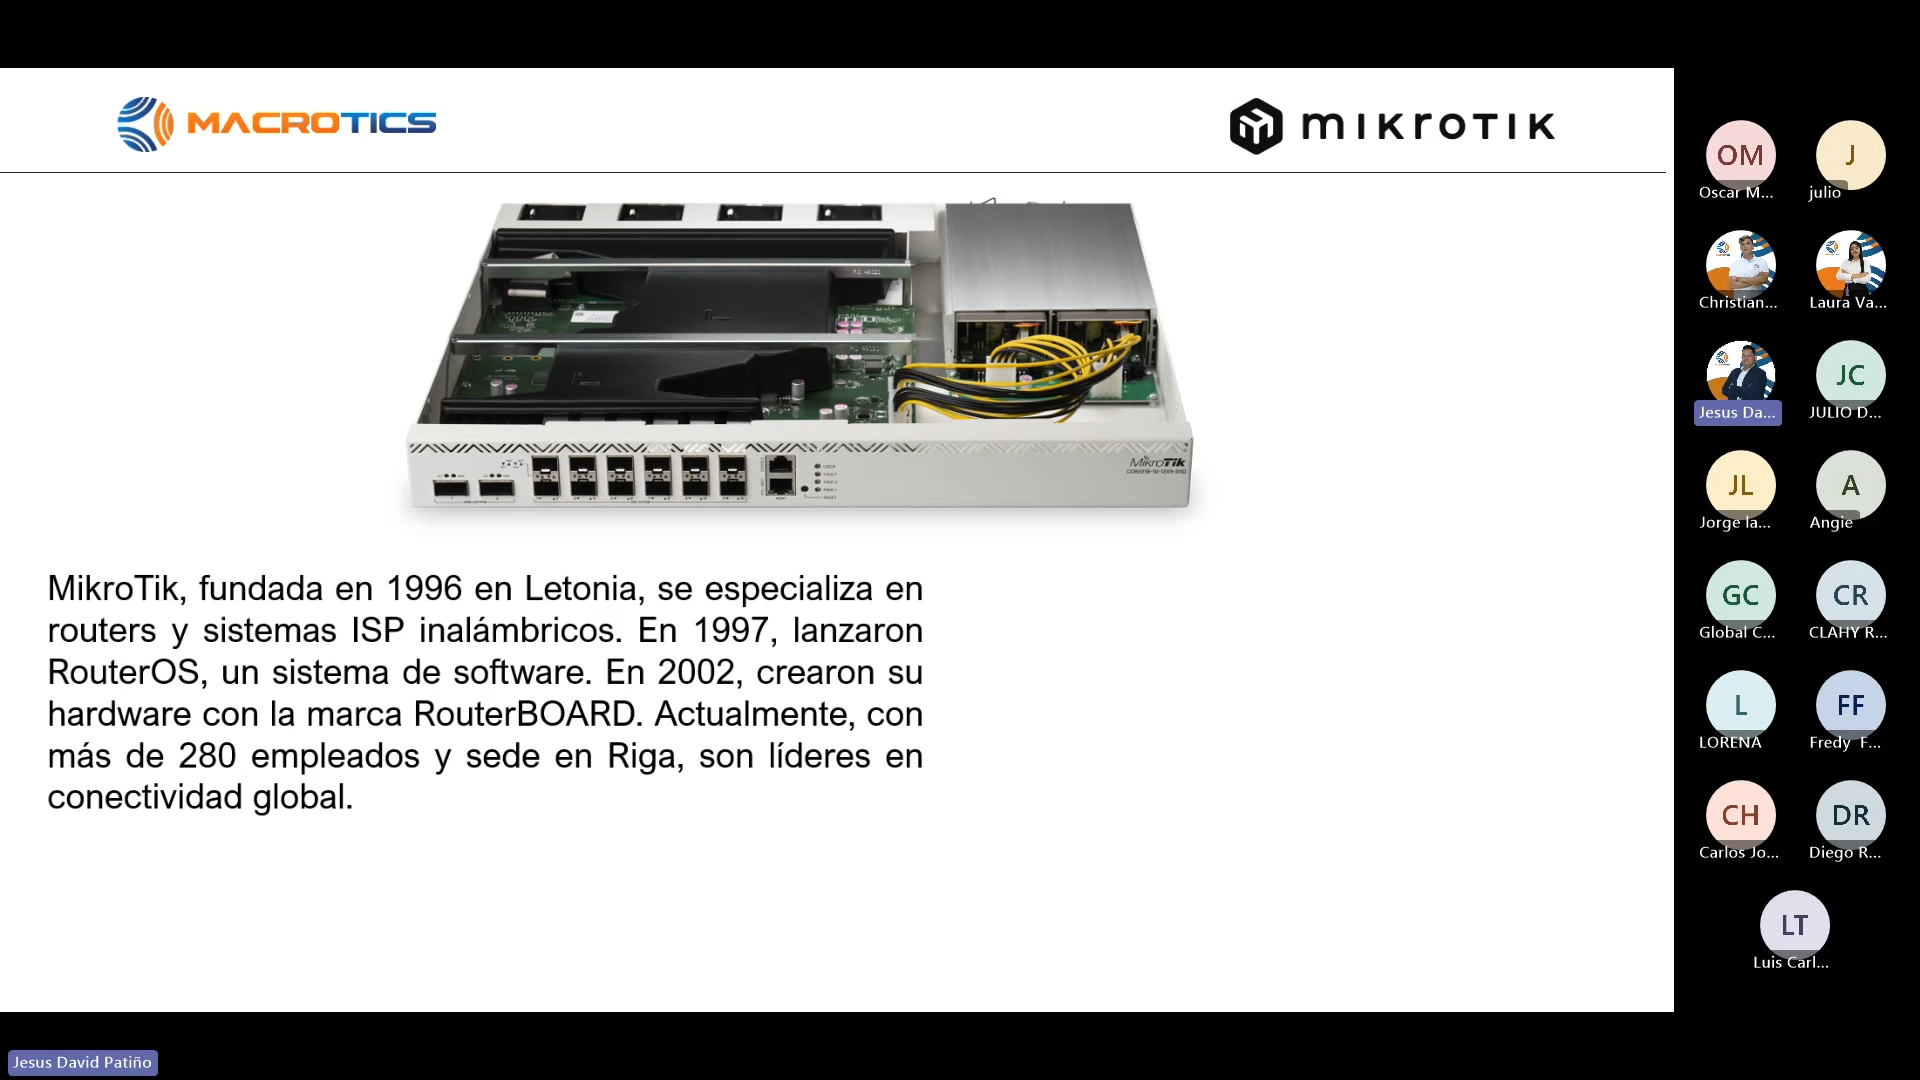 MACROTICS
mikrotik
MikroTik
CCR2216-1G-12XS-2XQ
MikroTik, fundada en 1996 en Letonia, se especializa en
routers y sistemas ISP inalámbricos. En 1997, lanzaron
RouterOS, un sistema de software. En 2002, crearon su
hardware con la marca RouterBOARD. Actualmente, con
más de 280 empleados y sede en Riga, son líderes en
conectividad global.
OM
Oscar M...
J
julio
Christian...
Laura Va...
Jesus Da...
JC
JULIO D...
JL
Jorge la...
A
Angie
GC
Global C...
CR
CLAHY R...
L
LORENA
FF
Fredy F...
CH
Carlos Jo...
DR
Diego R...
LT
Luis Carl...
Jesus David Patiño